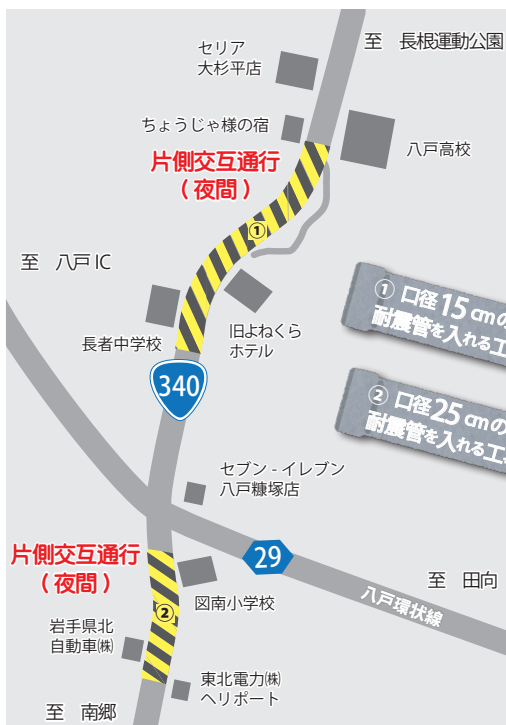 セリア
大杉平店
至 長根運動公園
ちょうじゃ様の宿
八戸高校
片側交互通行
(夜間)
①
至 八戸IC
① 口径15cmの
耐震管を入れる工
長者中学校
旧よねくら
ホテル
340
② 口径25cmの
耐震管を入れる工
セブン-イレブン
八戸糠塚店
片側交互通行
(夜間)
29
至 田向
八戸環状線
②
図南小学校
岩手県北
自動車㈱
東北電力㈱
ヘリポート
至 南郷